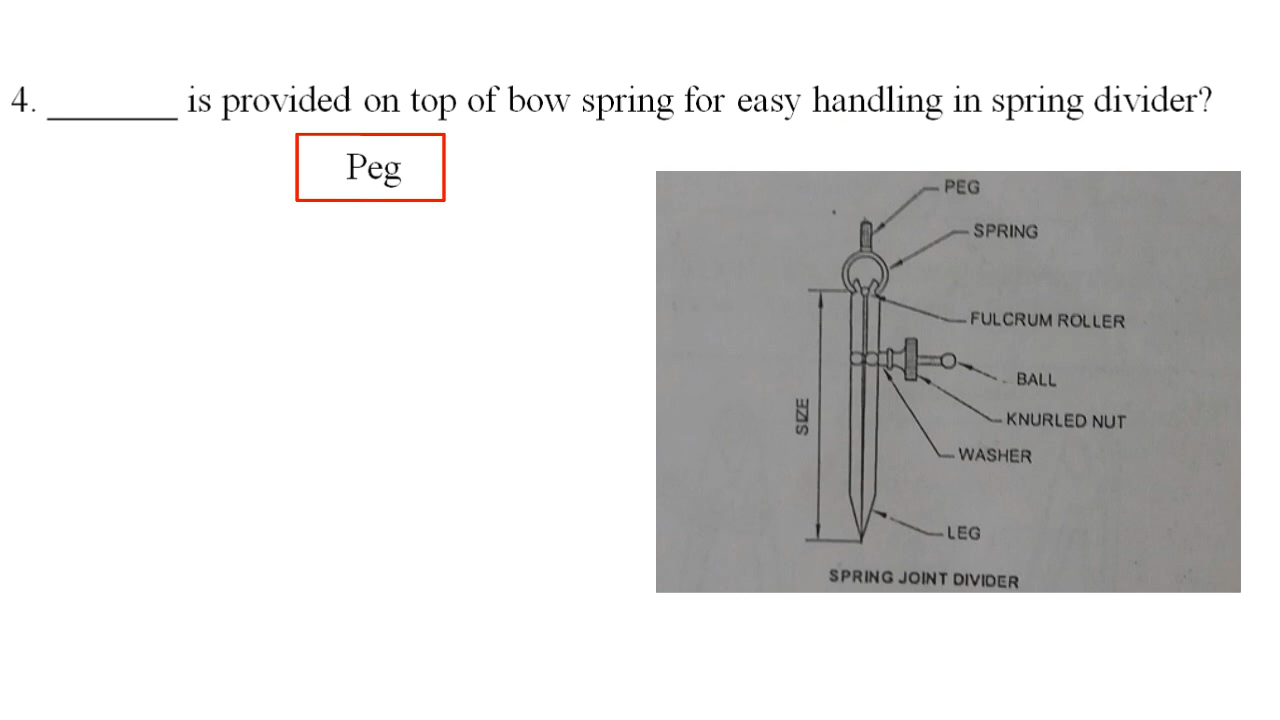 4. _______ is provided on top of bow spring for easy handling in spring divider?
Peg
PEG
SPRING
FULCRUM ROLLER
BALL
KNURLED NUT
SIZE
WASHER
LEG
SPRING JOINT DIVIDER